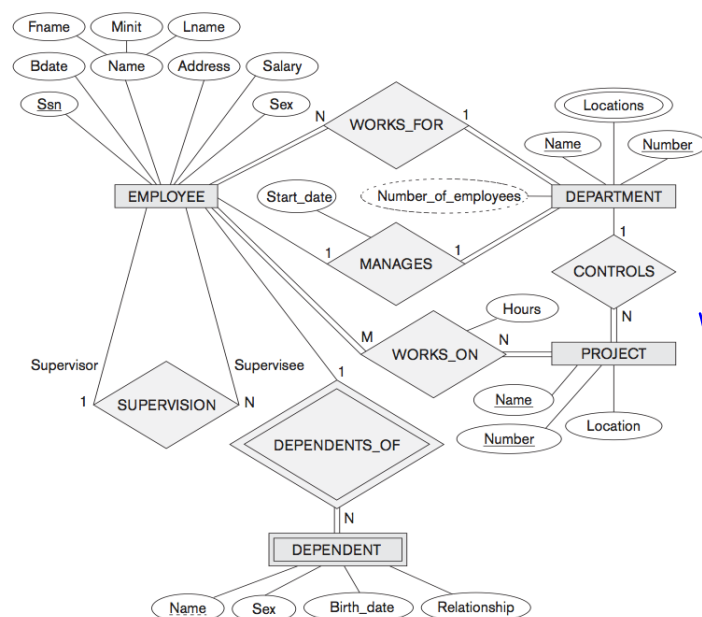 Fname
Minit
Lname
Bdate
Name
Address
Salary
Ssn
Sex
N
WORKS_FOR
1
Locations
Name
Number
EMPLOYEE
Start_date
Number_of_employees
DEPARTMENT
1
MANAGES
1
1
CONTROLS
N
Hours
M
WORKS_ON
N
PROJECT
Supervisor
Supervisee
1
SUPERVISION
N
1
Name
Number
Location
DEPENDENTS_OF
N
DEPENDENT
Name
Sex
Birth_date
Relationship